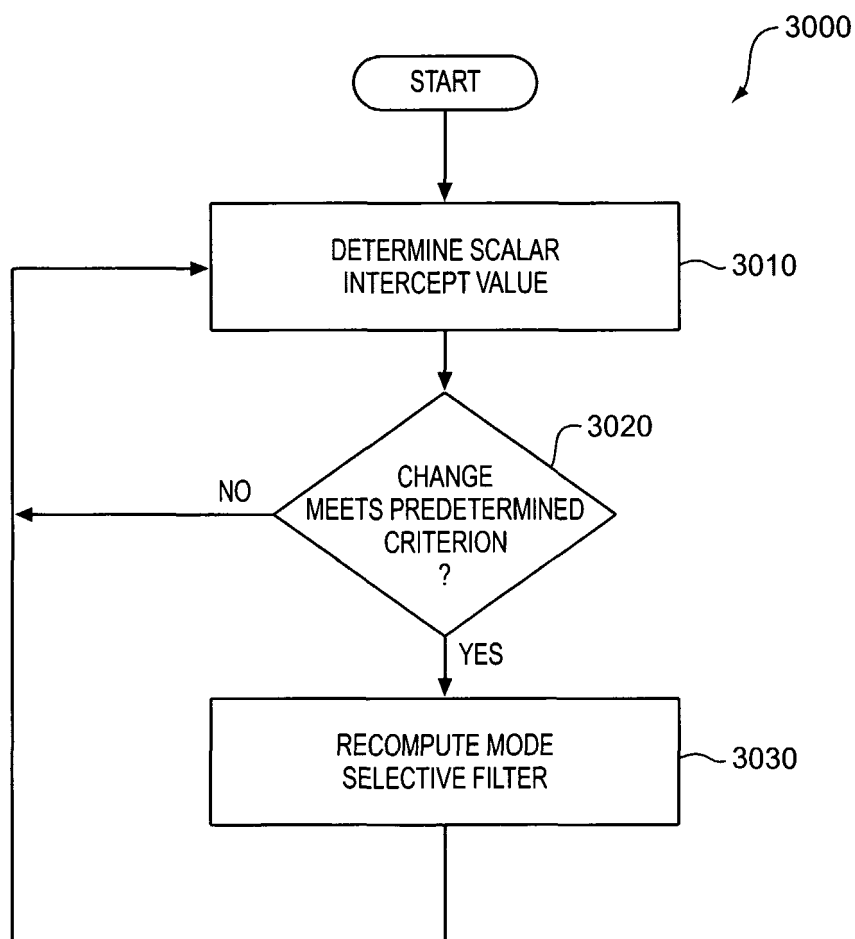 3000
START
DETERMINE SCALAR
INTERCEPT VALUE
3010
3020
CHANGE
MEETS PREDETERMINED
CRITERION
?
NO
YES
RECOMPUTE MODE
SELECTIVE FILTER
3030